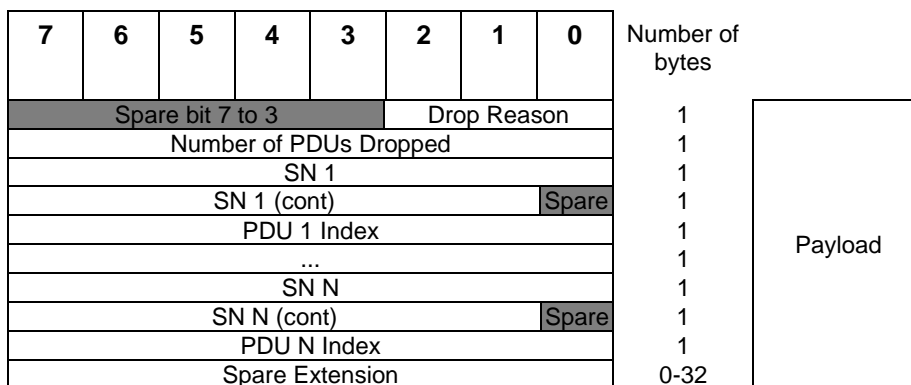 7 6 5 4 3 2 1 0 Number of bytes
Spare bit 7 to 3 Drop Reason 1
Number of PDUs Dropped 1
SN 1 1
SN 1 (cont) Spare 1
PDU 1 Index 1
... 1
SN N 1
SN N (cont) Spare 1
PDU N Index 1
Spare Extension 0-32
Payload